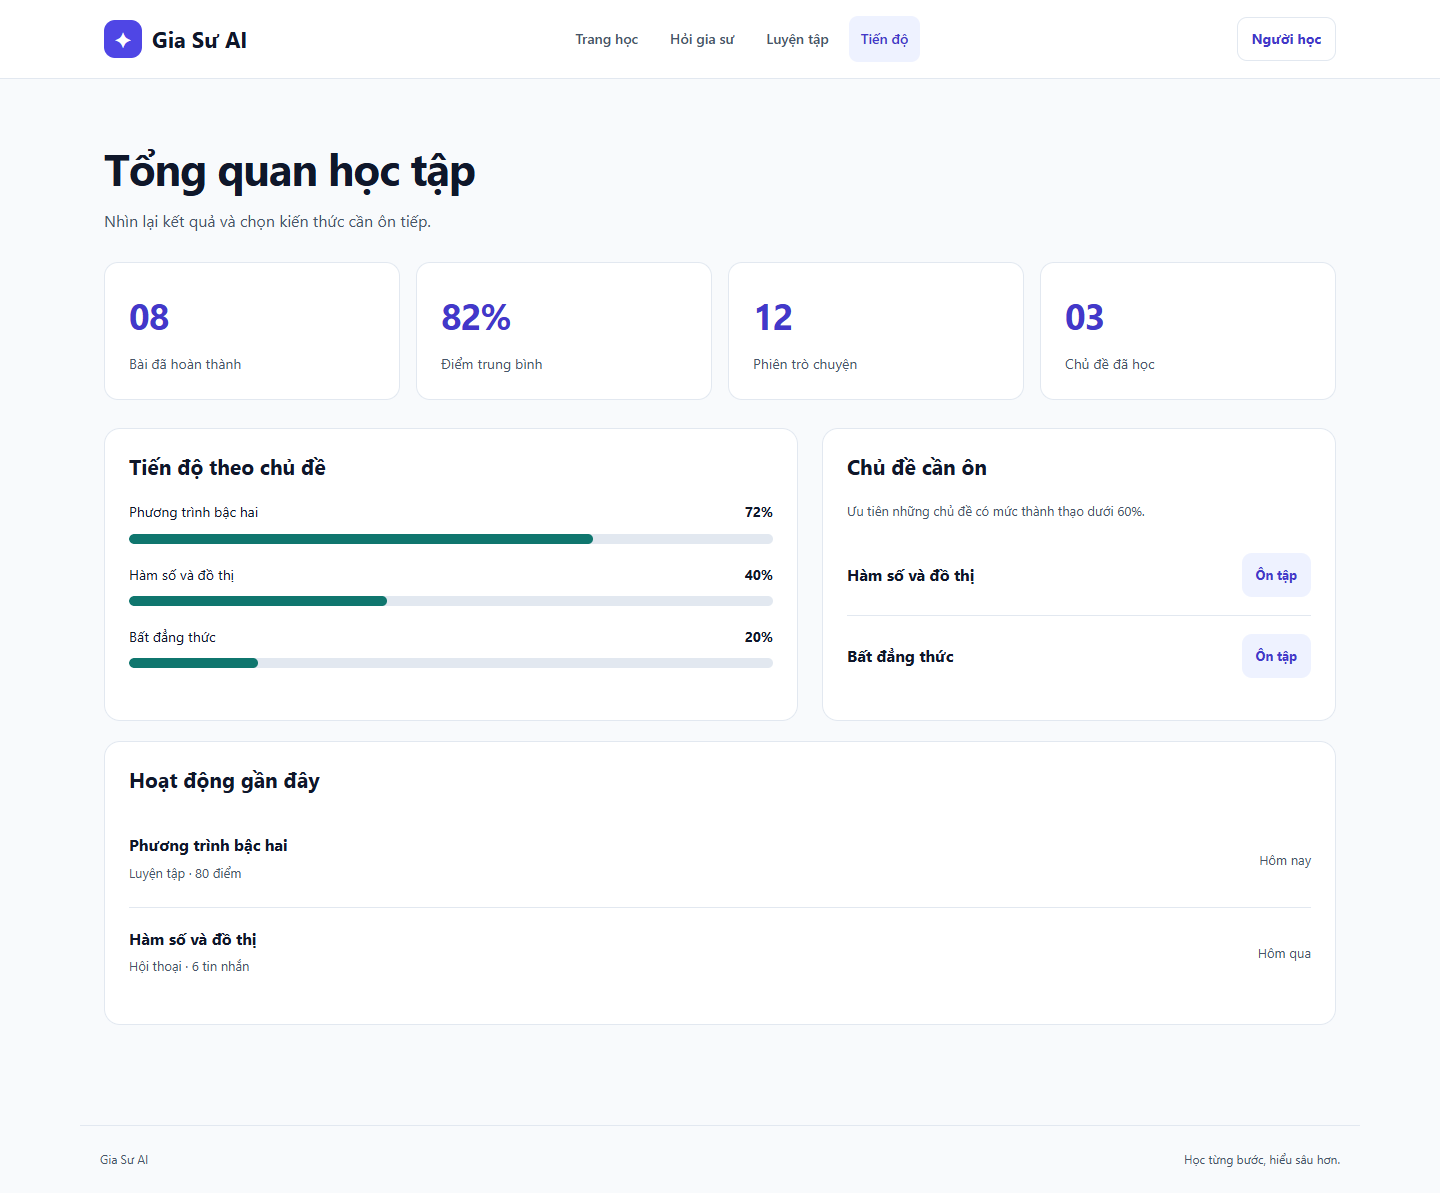 Gia Sư AI
Trang học
Hỏi gia sư
Luyện tập
Tiến độ
Người học
Tổng quan học tập
Nhìn lại kết quả và chọn kiến thức cần ôn tiếp.
08
Bài đã hoàn thành
82%
Điểm trung bình
12
Phiên trò chuyện
03
Chủ đề đã học
Tiến độ theo chủ đề
Phương trình bậc hai 72%
Hàm số và đồ thị 40%
Bất đẳng thức 20%
Chủ đề cần ôn
Ưu tiên những chủ đề có mức thành thạo dưới 60%.
Hàm số và đồ thị Ôn tập
Bất đẳng thức Ôn tập
Hoạt động gần đây
Phương trình bậc hai
Luyện tập · 80 điểm
Hôm nay
Hàm số và đồ thị
Hội thoại · 6 tin nhắn
Hôm qua
Gia Sư AI
Học từng bước, hiểu sâu hơn.